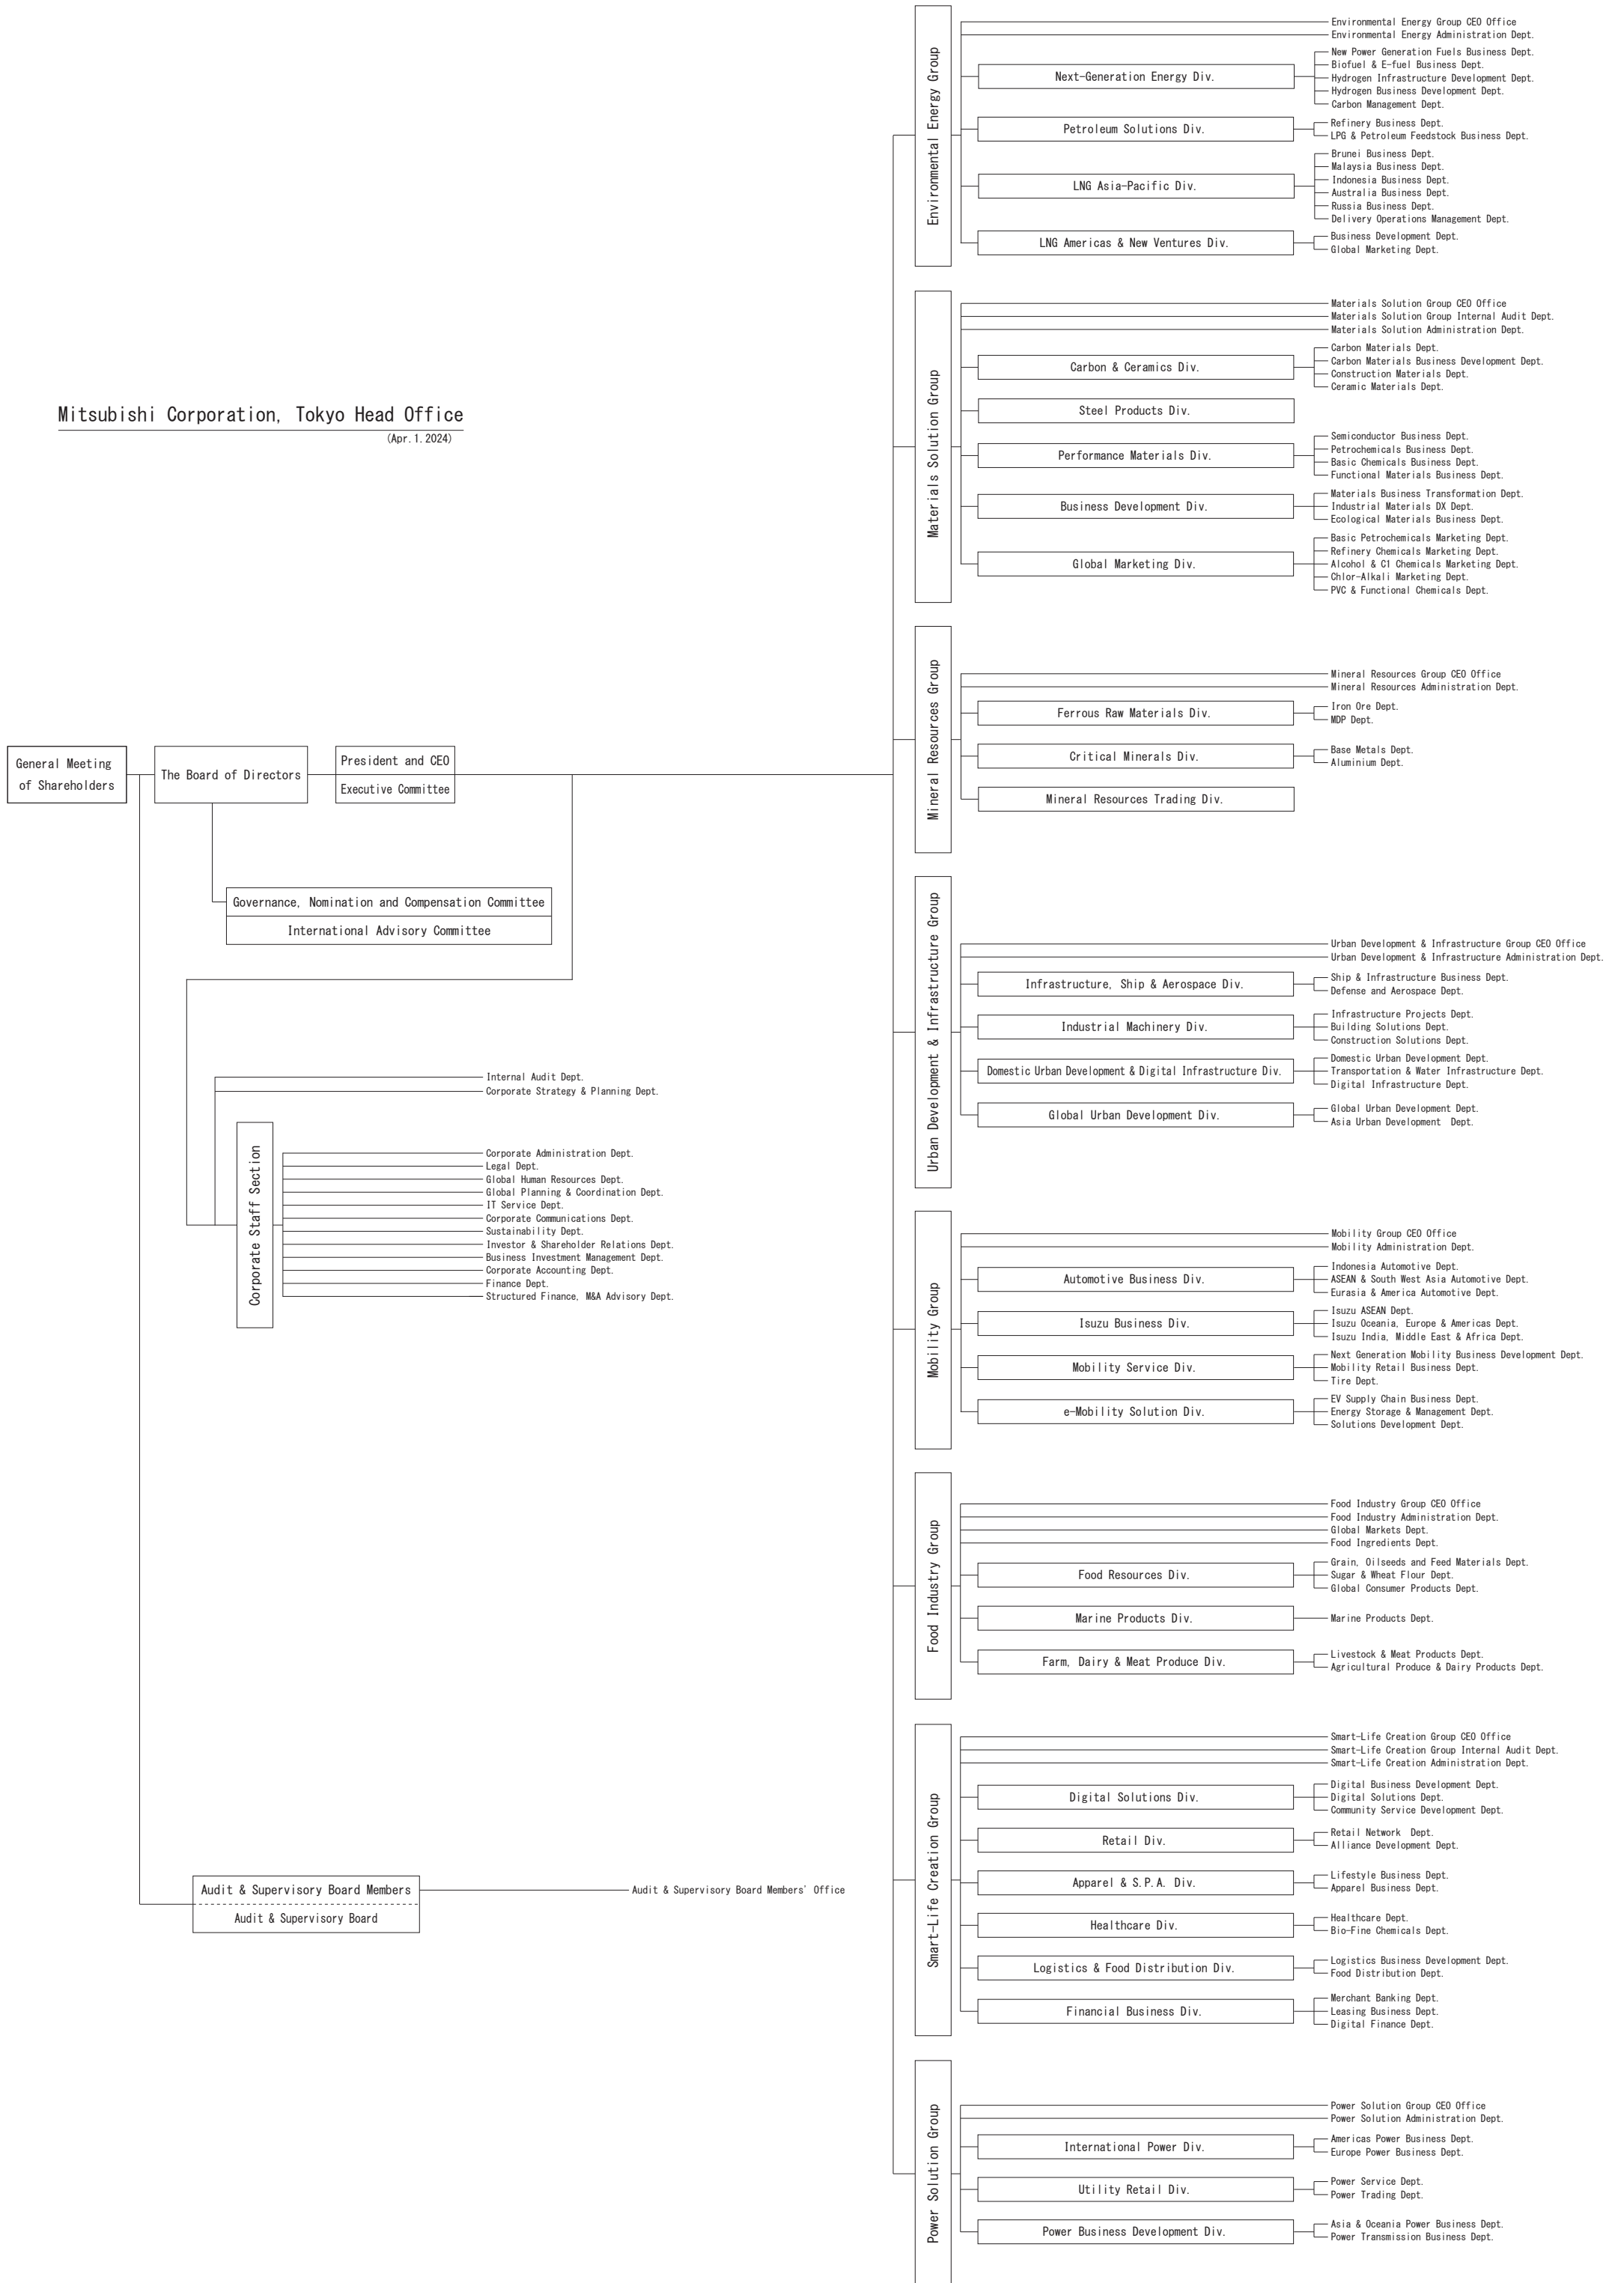 Mitsubishi Corporation, Tokyo Head Office
(Apr.1.2024)
General Meeting
of Shareholders
The Board of Directors
President and CEO
Executive Committee
Governance, Nomination and Compensation Committee
International Advisory Committee
Internal Audit Dept.
Corporate Strategy & Planning Dept.
Corporate Staff Section
Corporate Administration Dept.
Legal Dept.
Global Human Resources Dept.
Global Planning & Coordination Dept.
IT Service Dept.
Corporate Communications Dept.
Sustainability Dept.
Investor & Shareholder Relations Dept.
Business Investment Management Dept.
Corporate Accounting Dept.
Finance Dept.
Structured Finance, M&A Advisory Dept.
Audit & Supervisory Board Members
Audit & Supervisory Board
Audit & Supervisory Board Members' Office
Environmental Energy Group
Environmental Energy Group CEO Office
Environmental Energy Administration Dept.
Next-Generation Energy Div.
New Power Generation Fuels Business Dept.
Biofuel & E-fuel Business Dept.
Hydrogen Infrastructure Development Dept.
Hydrogen Business Development Dept.
Carbon Management Dept.
Petroleum Solutions Div.
Refinery Business Dept.
LPG & Petroleum Feedstock Business Dept.
LNG Asia-Pacific Div.
Brunei Business Dept.
Malaysia Business Dept.
Indonesia Business Dept.
Australia Business Dept.
Russia Business Dept.
Delivery Operations Management Dept.
LNG Americas & New Ventures Div.
Business Development Dept.
Global Marketing Dept.
Materials Solution Group
Materials Solution Group CEO Office
Materials Solution Group Internal Audit Dept.
Materials Solution Administration Dept.
Carbon & Ceramics Div.
Carbon Materials Dept.
Carbon Materials Business Development Dept.
Construction Materials Dept.
Ceramic Materials Dept.
Steel Products Div.
Performance Materials Div.
Semiconductor Business Dept.
Petrochemicals Business Dept.
Basic Chemicals Business Dept.
Functional Materials Business Dept.
Business Development Div.
Materials Business Transformation Dept.
Industrial Materials DX Dept.
Ecological Materials Business Dept.
Global Marketing Div.
Basic Petrochemicals Marketing Dept.
Refinery Chemicals Marketing Dept.
Alcohol & C1 Chemicals Marketing Dept.
Chlor-Alkali Marketing Dept.
PVC & Functional Chemicals Dept.
Mineral Resources Group
Mineral Resources Group CEO Office
Mineral Resources Administration Dept.
Ferrous Raw Materials Div.
Iron Ore Dept.
MDP Dept.
Critical Minerals Div.
Base Metals Dept.
Aluminium Dept.
Mineral Resources Trading Div.
Urban Development & Infrastructure Group
Urban Development & Infrastructure Group CEO Office
Urban Development & Infrastructure Administration Dept.
Infrastructure, Ship & Aerospace Div.
Ship & Infrastructure Business Dept.
Defense and Aerospace Dept.
Industrial Machinery Div.
Infrastructure Projects Dept.
Building Solutions Dept.
Construction Solutions Dept.
Domestic Urban Development & Digital Infrastructure Div.
Domestic Urban Development Dept.
Transportation & Water Infrastructure Dept.
Digital Infrastructure Dept.
Global Urban Development Div.
Global Urban Development Dept.
Asia Urban Development Dept.
Mobility Group
Mobility Group CEO Office
Mobility Administration Dept.
Automotive Business Div.
Indonesia Automotive Dept.
ASEAN & South West Asia Automotive Dept.
Eurasia & America Automotive Dept.
Isuzu Business Div.
Isuzu ASEAN Dept.
Isuzu Oceania, Europe & Americas Dept.
Isuzu India, Middle East & Africa Dept.
Mobility Service Div.
Next Generation Mobility Business Development Dept.
Mobility Retail Business Dept.
Tire Dept.
e-Mobility Solution Div.
EV Supply Chain Business Dept.
Energy Storage & Management Dept.
Solutions Development Dept.
Food Industry Group
Food Industry Group CEO Office
Food Industry Administration Dept.
Global Markets Dept.
Food Ingredients Dept.
Food Resources Div.
Grain, Oilseeds and Feed Materials Dept.
Sugar & Wheat Flour Dept.
Global Consumer Products Dept.
Marine Products Div.
Marine Products Dept.
Farm, Dairy & Meat Produce Div.
Livestock & Meat Products Dept.
Agricultural Produce & Dairy Products Dept.
Smart-Life Creation Group
Smart-Life Creation Group CEO Office
Smart-Life Creation Group Internal Audit Dept.
Smart-Life Creation Administration Dept.
Digital Solutions Div.
Digital Business Development Dept.
Digital Solutions Dept.
Community Service Development Dept.
Retail Div.
Retail Network Dept.
Alliance Development Dept.
Apparel & S.P.A. Div.
Lifestyle Business Dept.
Apparel Business Dept.
Healthcare Div.
Healthcare Dept.
Bio-Fine Chemicals Dept.
Logistics & Food Distribution Div.
Logistics Business Development Dept.
Food Distribution Dept.
Financial Business Div.
Merchant Banking Dept.
Leasing Business Dept.
Digital Finance Dept.
Power Solution Group
Power Solution Group CEO Office
Power Solution Administration Dept.
International Power Div.
Americas Power Business Dept.
Europe Power Business Dept.
Utility Retail Div.
Power Service Dept.
Power Trading Dept.
Power Business Development Div.
Asia & Oceania Power Business Dept.
Power Transmission Business Dept.